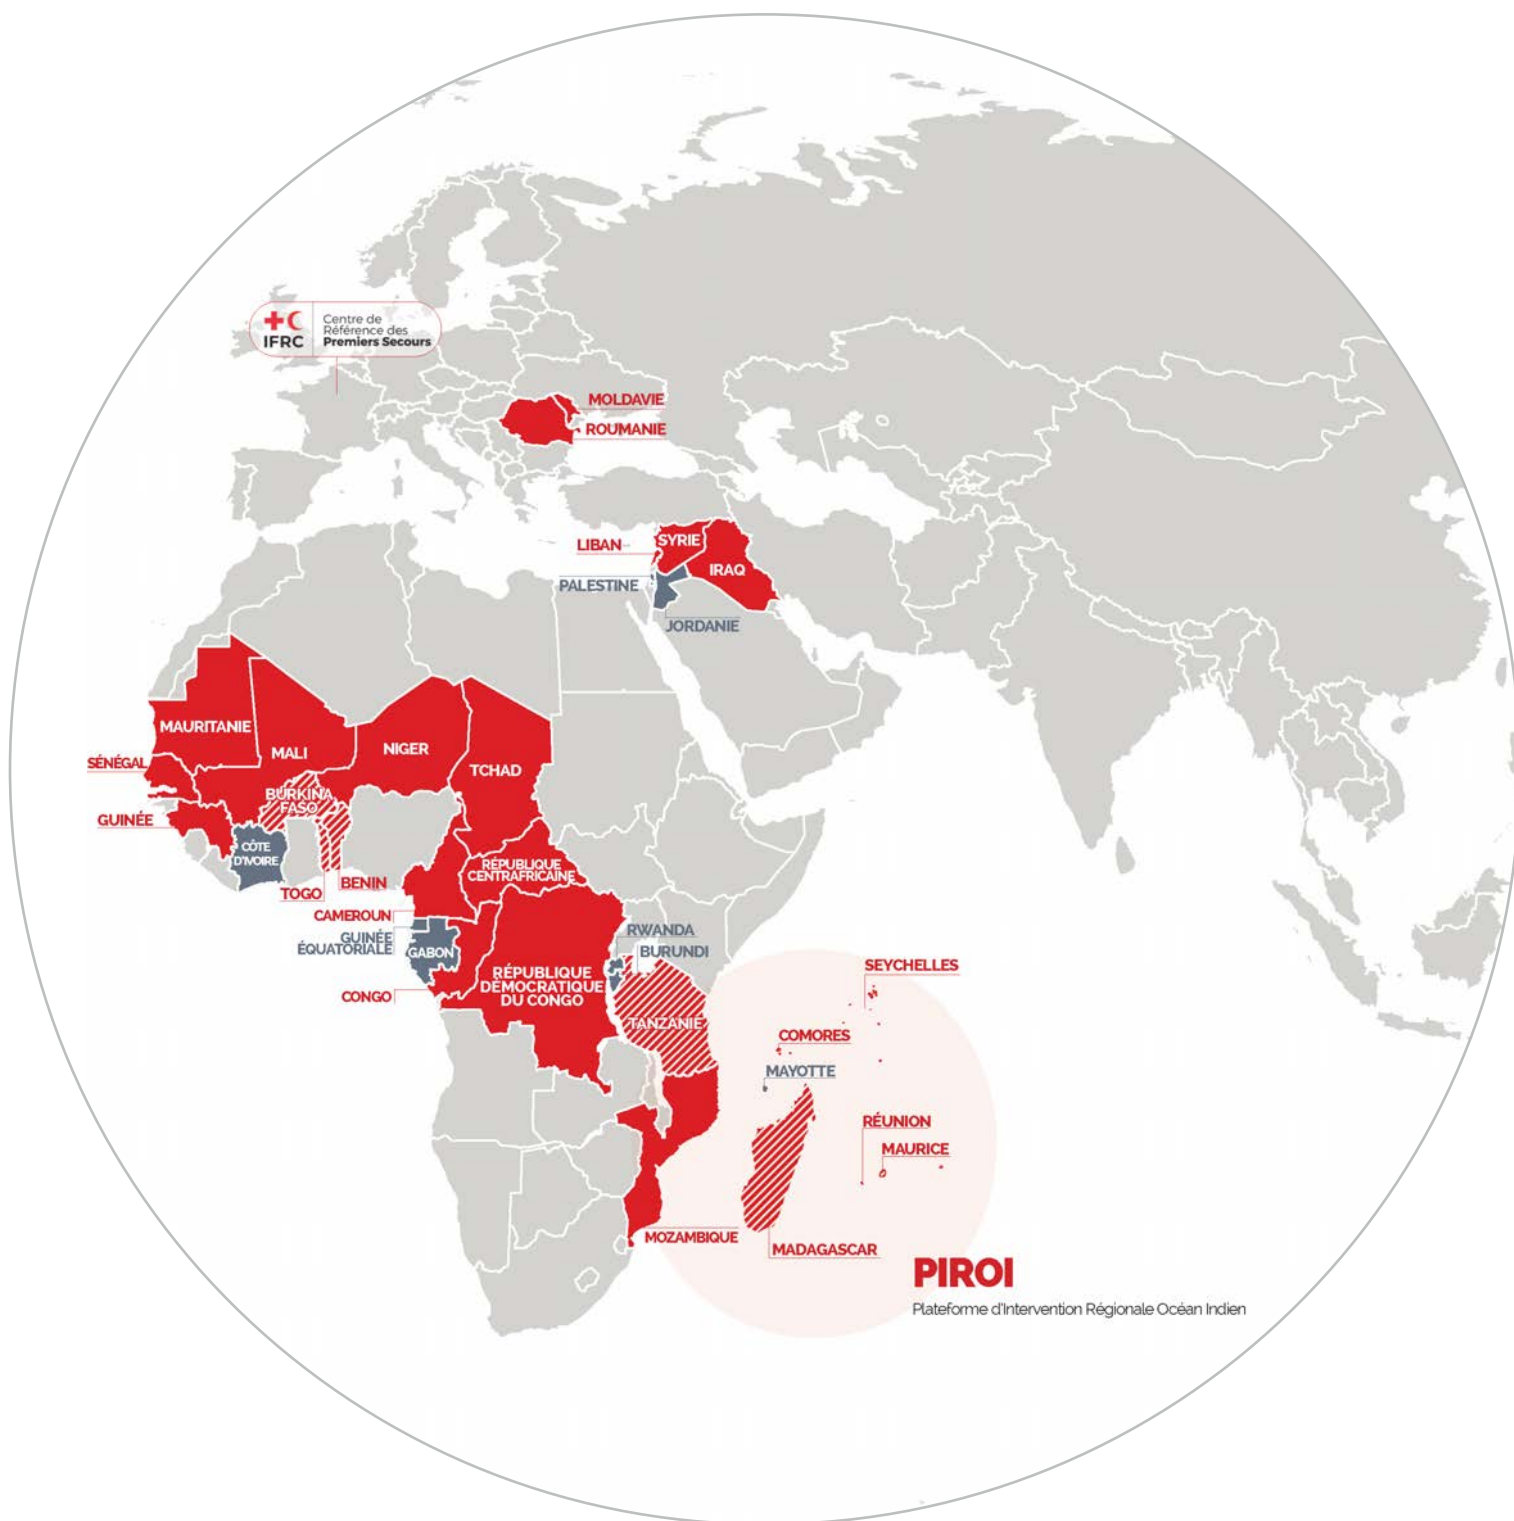 IFRC
Centre de
Référence des
Premiers Secours
MOLDAVIE
ROUMANIE
LIBAN
SYRIE
IRAQ
PALESTINE
JORDANIE
MAURITANIE
MALI
NIGER
TCHAD
SÉNÉGAL
BURKINA
FASO
GUINÉE
CÔTE
D'IVOIRE
TOGO
BENIN
RÉPUBLIQUE
CENTRAFRICAINE
CAMEROUN
GUINÉE
ÉQUATORIALE
GABON
RWANDA
BURUNDI
CONGO
RÉPUBLIQUE
DÉMOCRATIQUE
DU CONGO
TANZANIE
SEYCHELLES
COMORES
MAYOTTE
RÉUNION
MAURICE
MOZAMBIQUE
MADAGASCAR
PIROI
Plateforme d'Intervention Régionale Océan Indien